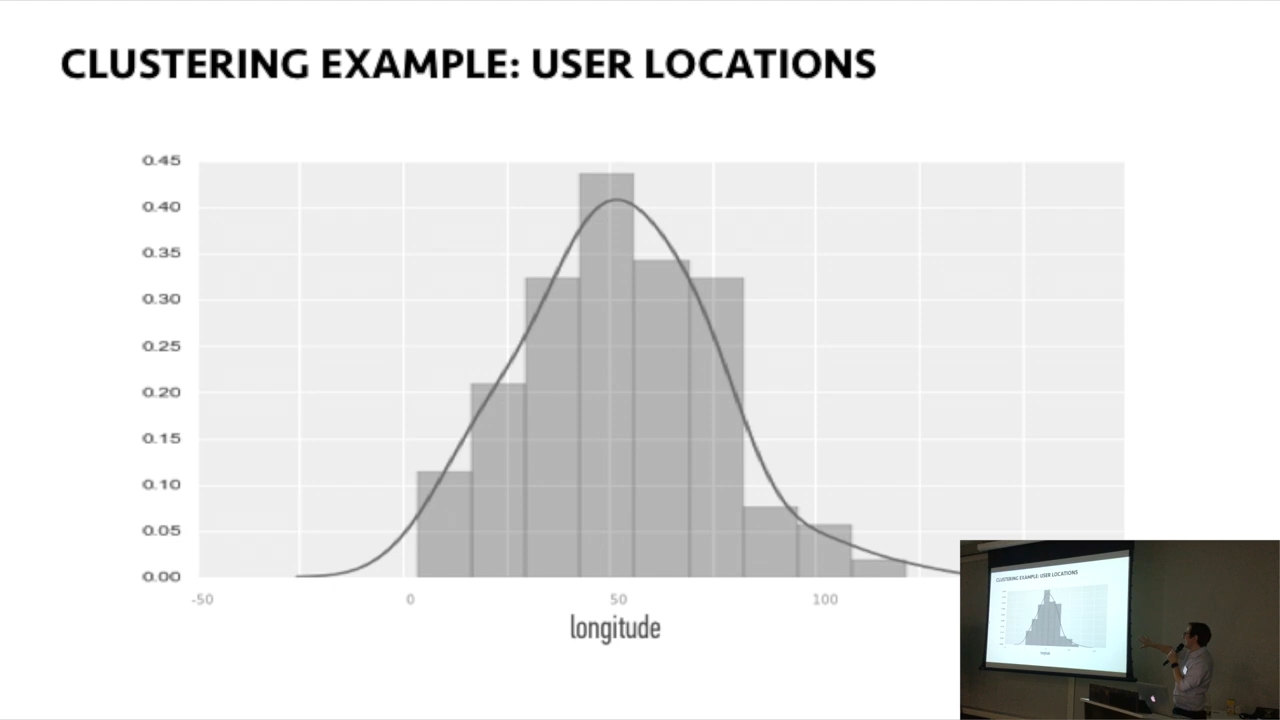 CLUSTERING EXAMPLE: USER LOCATIONS
0.45
0.40
0.35
0.30
0.25
0.20
0.15
0.10
0.05
0.00
-50 0 50 100
longitude
CLUSTERING EXAMPLE: USER LOCATIONS